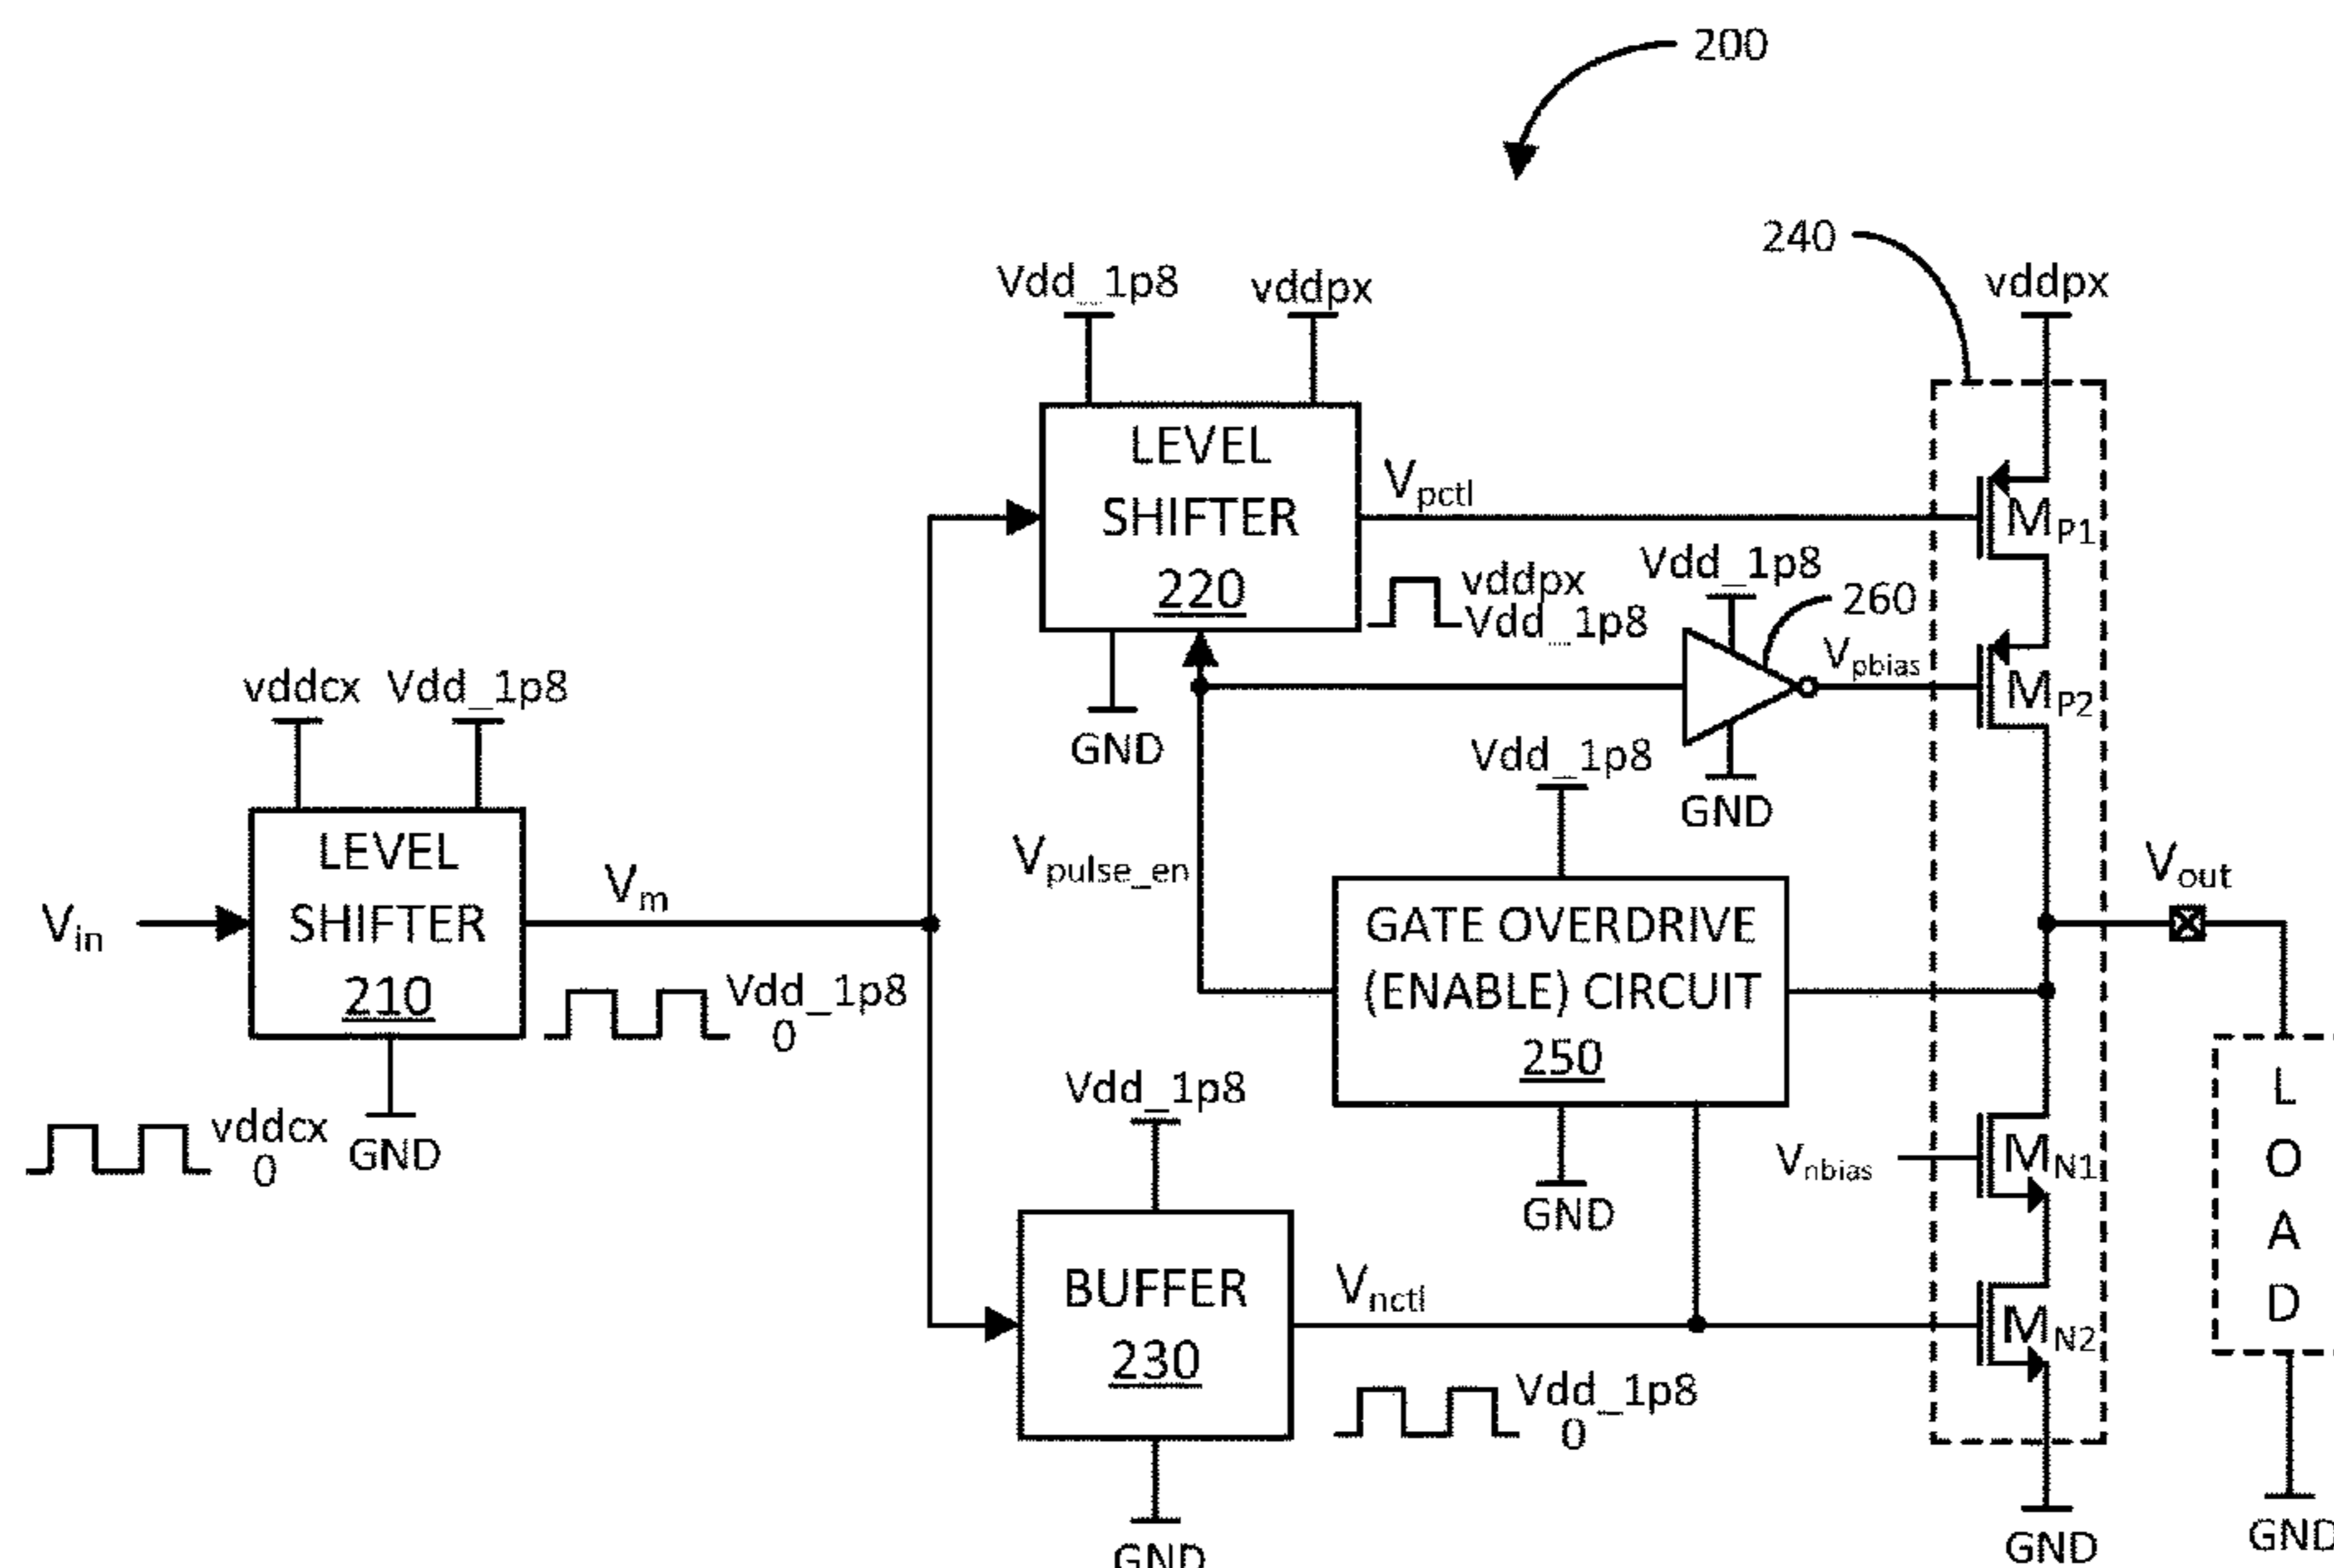 200
240
Vdd_1p8
vddpx
vddpx
LEVEL
SHIFTER
220
Vpctl
MP1
vddpx
Vdd_1p8
Vdd_1p8
260
Vpbias
MP2
GND
GND
vddcx
Vdd_1p8
LEVEL
SHIFTER
210
Vin
Vm
Vdd_1p8
0
vddcx
0
GND
Vpulse_en
Vdd_1p8
GATE OVERDRIVE
(ENABLE) CIRCUIT
250
GND
Vout
Vnbias
MN1
Vdd_1p8
BUFFER
230
Vnctl
MN2
Vdd_1p8
0
GND
GND
L
O
A
D
GND